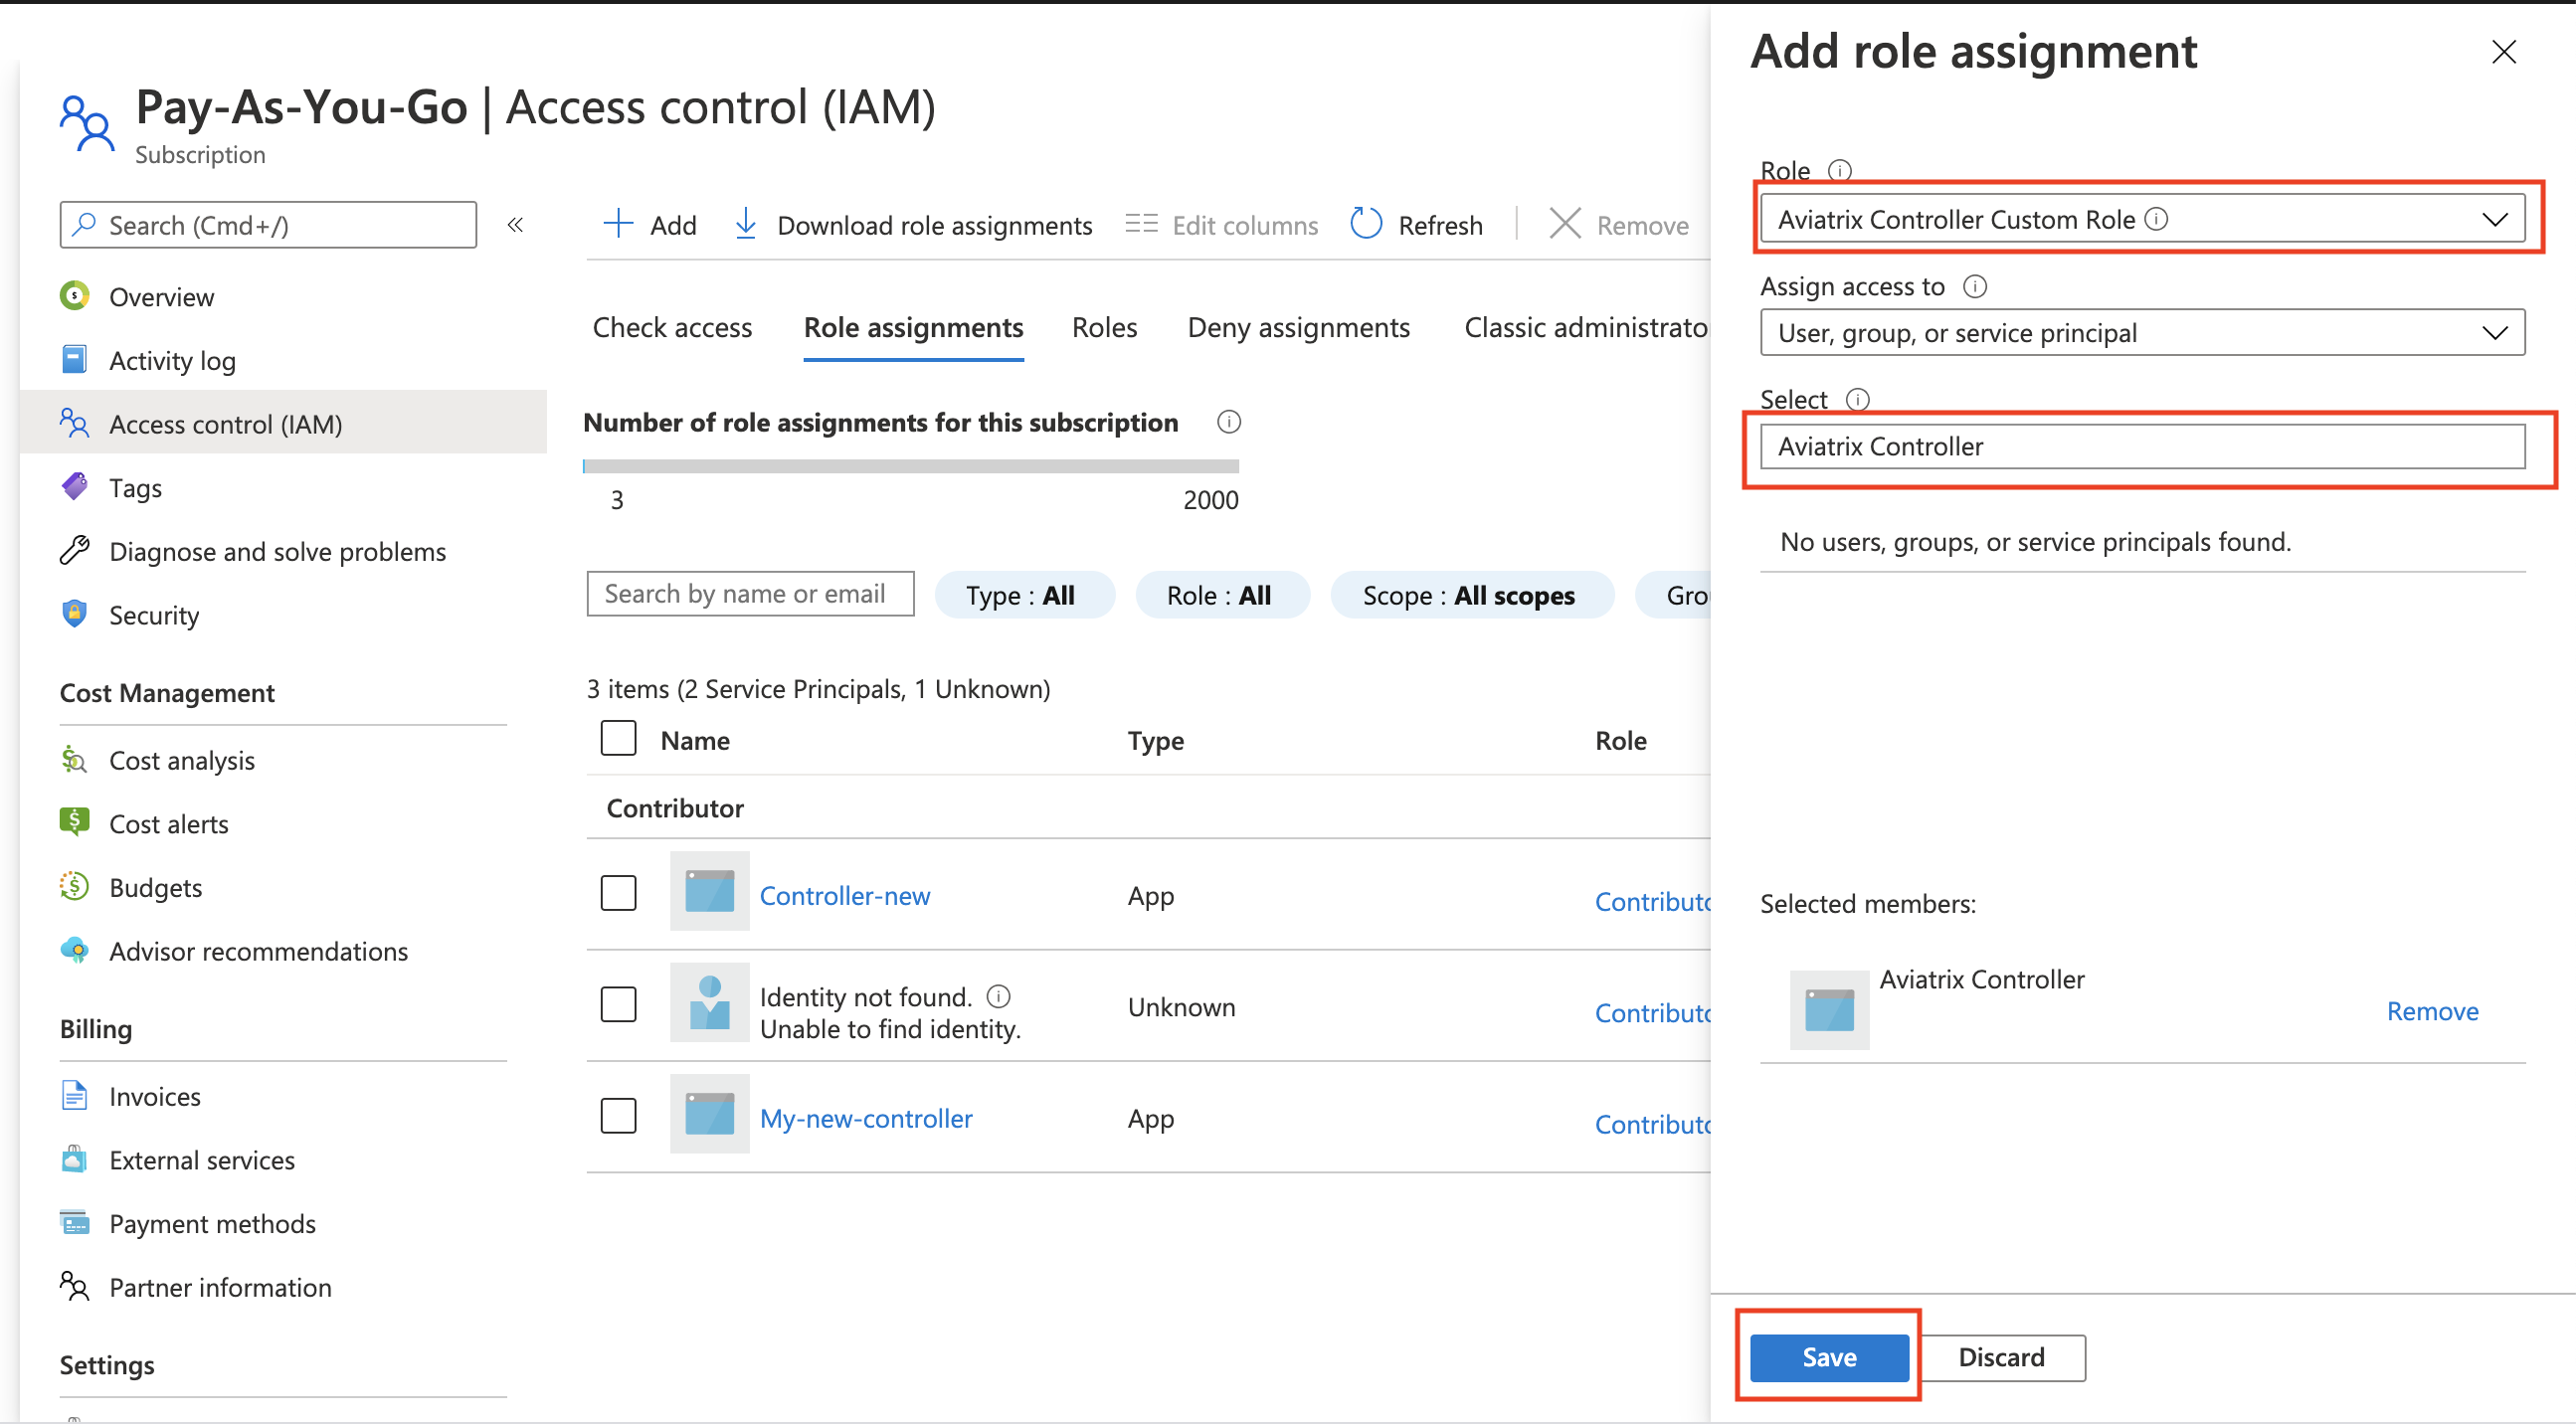 Pay-As-You-Go | Access control (IAM)
Subscription
Search (Cmd+/)
«
Overview
Activity log
Access control (IAM)
Tags
Diagnose and solve problems
Security
Cost Management
Cost analysis
Cost alerts
Budgets
Advisor recommendations
Billing
Invoices
External services
Payment methods
Partner information
Settings
Add
Download role assignments
Edit columns
Refresh
Remove
Check access
Role assignments
Roles
Deny assignments
Classic administrato
Number of role assignments for this subscription
3
2000
Search by name or email
Type : All
Role : All
Scope : All scopes
Gro
3 items (2 Service Principals, 1 Unknown)
Name
Type
Role
Contributor
Controller-new
App
Contributo
Identity not found.
Unable to find identity.
Unknown
Contributo
My-new-controller
App
Contributo
Add role assignment
Role
Aviatrix Controller Custom Role
Assign access to
User, group, or service principal
Select
Aviatrix Controller
No users, groups, or service principals found.
Selected members:
Aviatrix Controller
Remove
Save
Discard